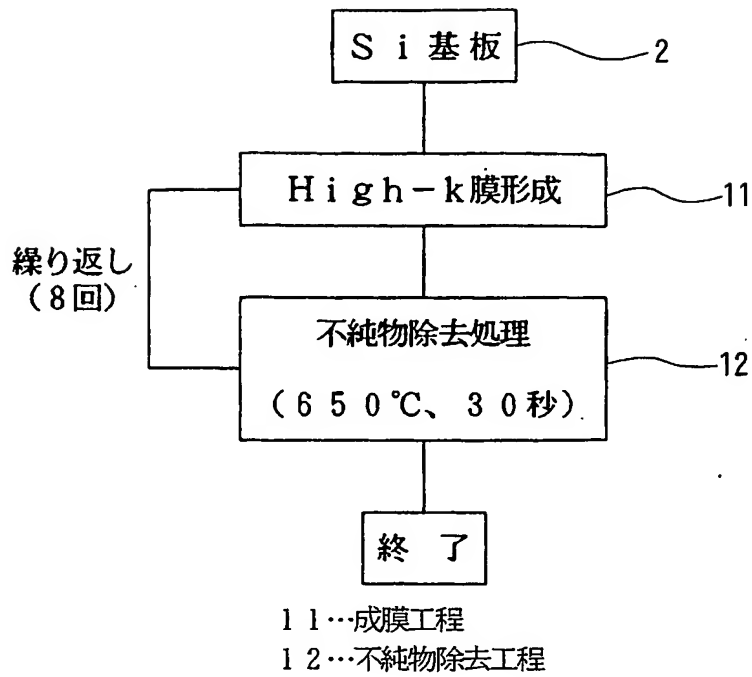 Si基板
2
High-k膜形成
11
繰り返し
(8回)
不純物除去処理
(650℃、30秒)
12
終了
11…成膜工程
12…不純物除去工程